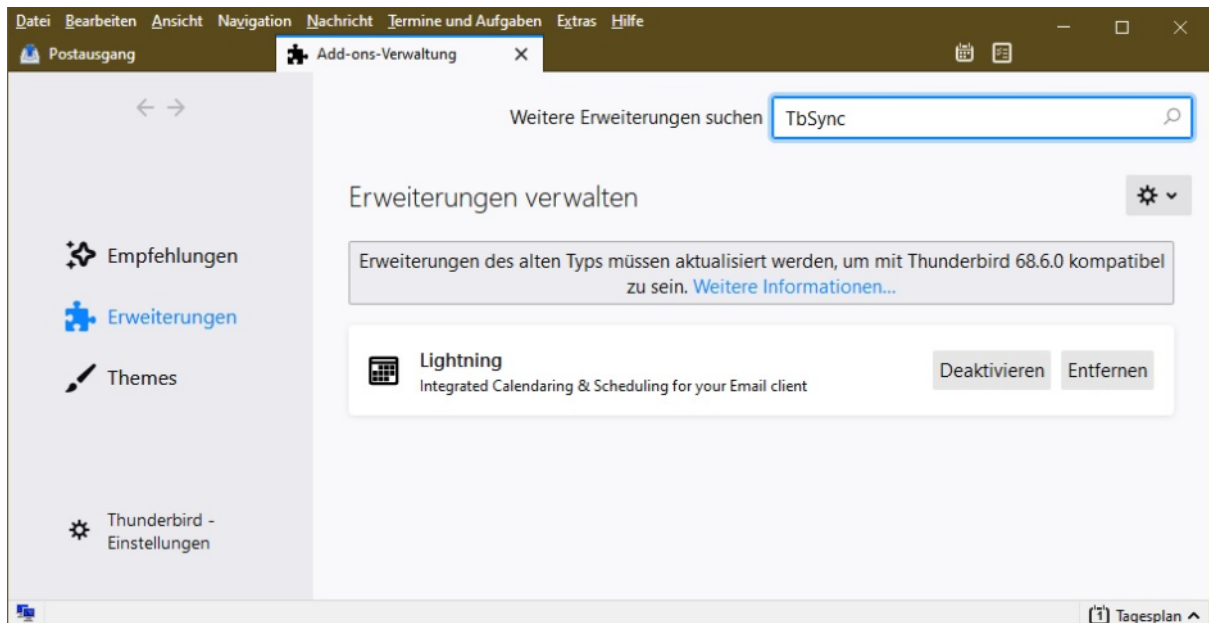 Datei Bearbeiten Ansicht Navigation Nachricht Termine und Aufgaben Extras Hilfe
Postausgang
Add-ons-Verwaltung
Weitere Erweiterungen suchen TbSync
Erweiterungen verwalten
Empfehlungen
Erweiterungen
Themes
Erweiterungen des alten Typs müssen aktualisiert werden, um mit Thunderbird 68.6.0 kompatibel
zu sein. Weitere Informationen...
Lightning
Integrated Calendaring & Scheduling for your Email client
Deaktivieren Entfernen
Thunderbird -
Einstellungen
1 Tagesplan